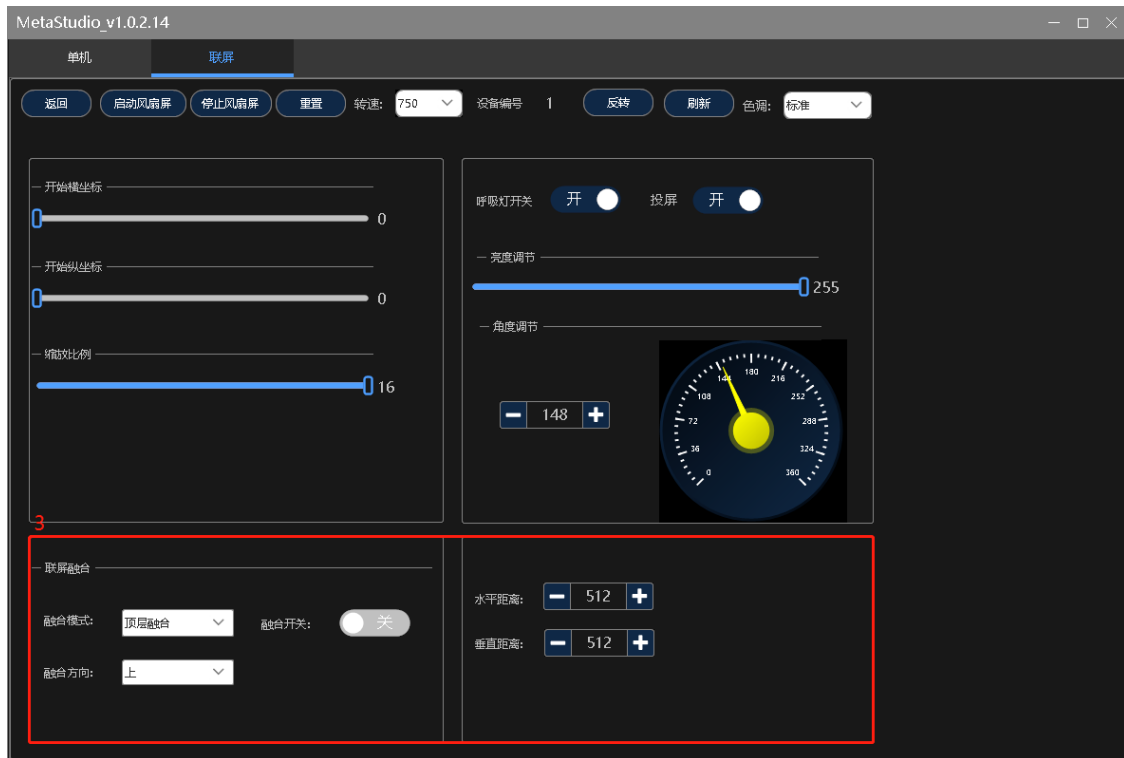 MetaStudio_v1.0.2.14
单机 联屏
返回 启动风扇屏 停止风扇屏 重置 转速: 750 设备编号 1 反转 刷新 色调: 标准
开始横坐标
0
开始纵坐标
0
缩放比例
16
呼吸灯开关 开 投屏 开
亮度调节
255
角度调节
148
0 36 72 108 144 180 216 252 288 324 360
3
联屏融合
融合模式: 顶层融合 融合开关: 关
融合方向: 上
水平距离: 512
垂直距离: 512